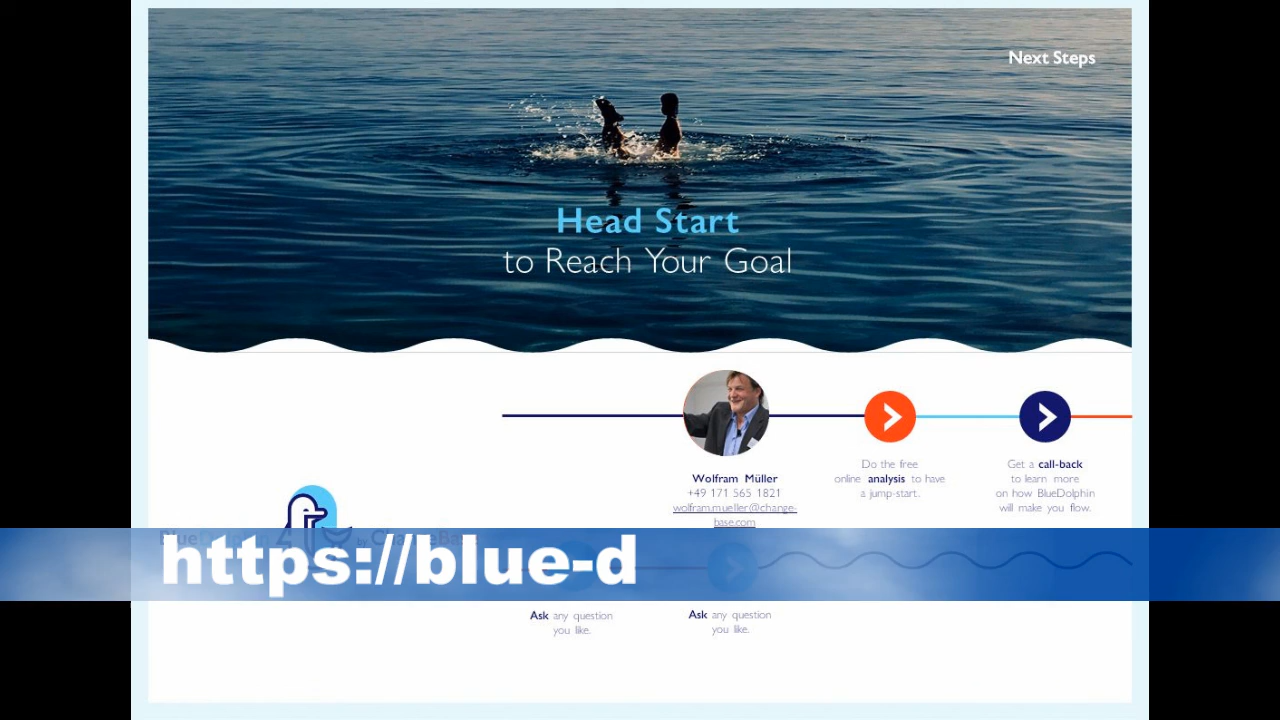 Next Steps
Head Start
to Reach Your Goal
Wolfram Müller
+49 171 565 1821
wolfram.mueller@change-
base.com
Do the free
online analysis to have
a jump-start.
Get a call-back
to learn more
on how BlueDolphin
will make you flow.
by ChangeBase
https://blue-d
Ask any question
you like.
Ask any question
you like.